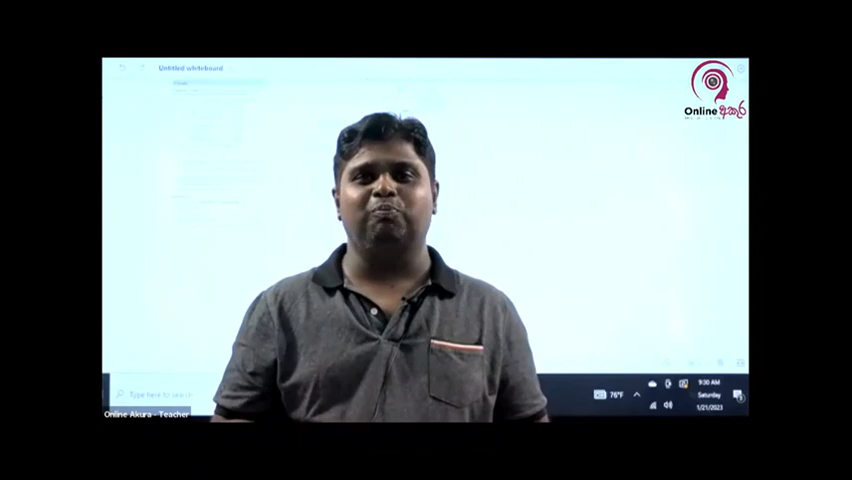 Untitled whiteboard
Online අකුර
Type here to search
76°F
9:30 AM
Saturday
1/21/2023
Online Akura - Teacher